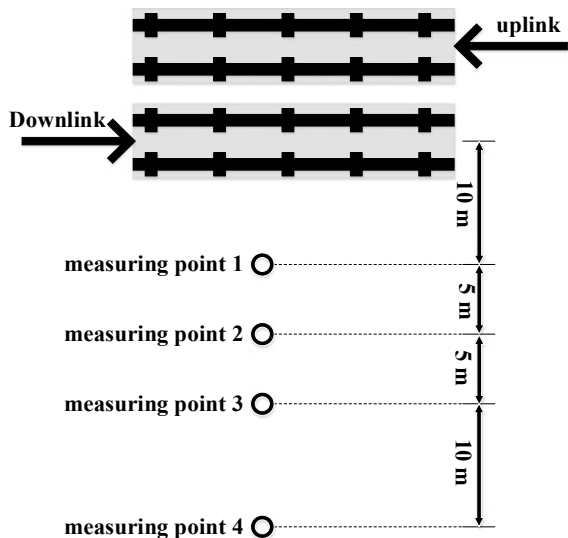 uplink
Downlink
10 m
measuring point 1
5 m
measuring point 2
5 m
measuring point 3
10 m
measuring point 4